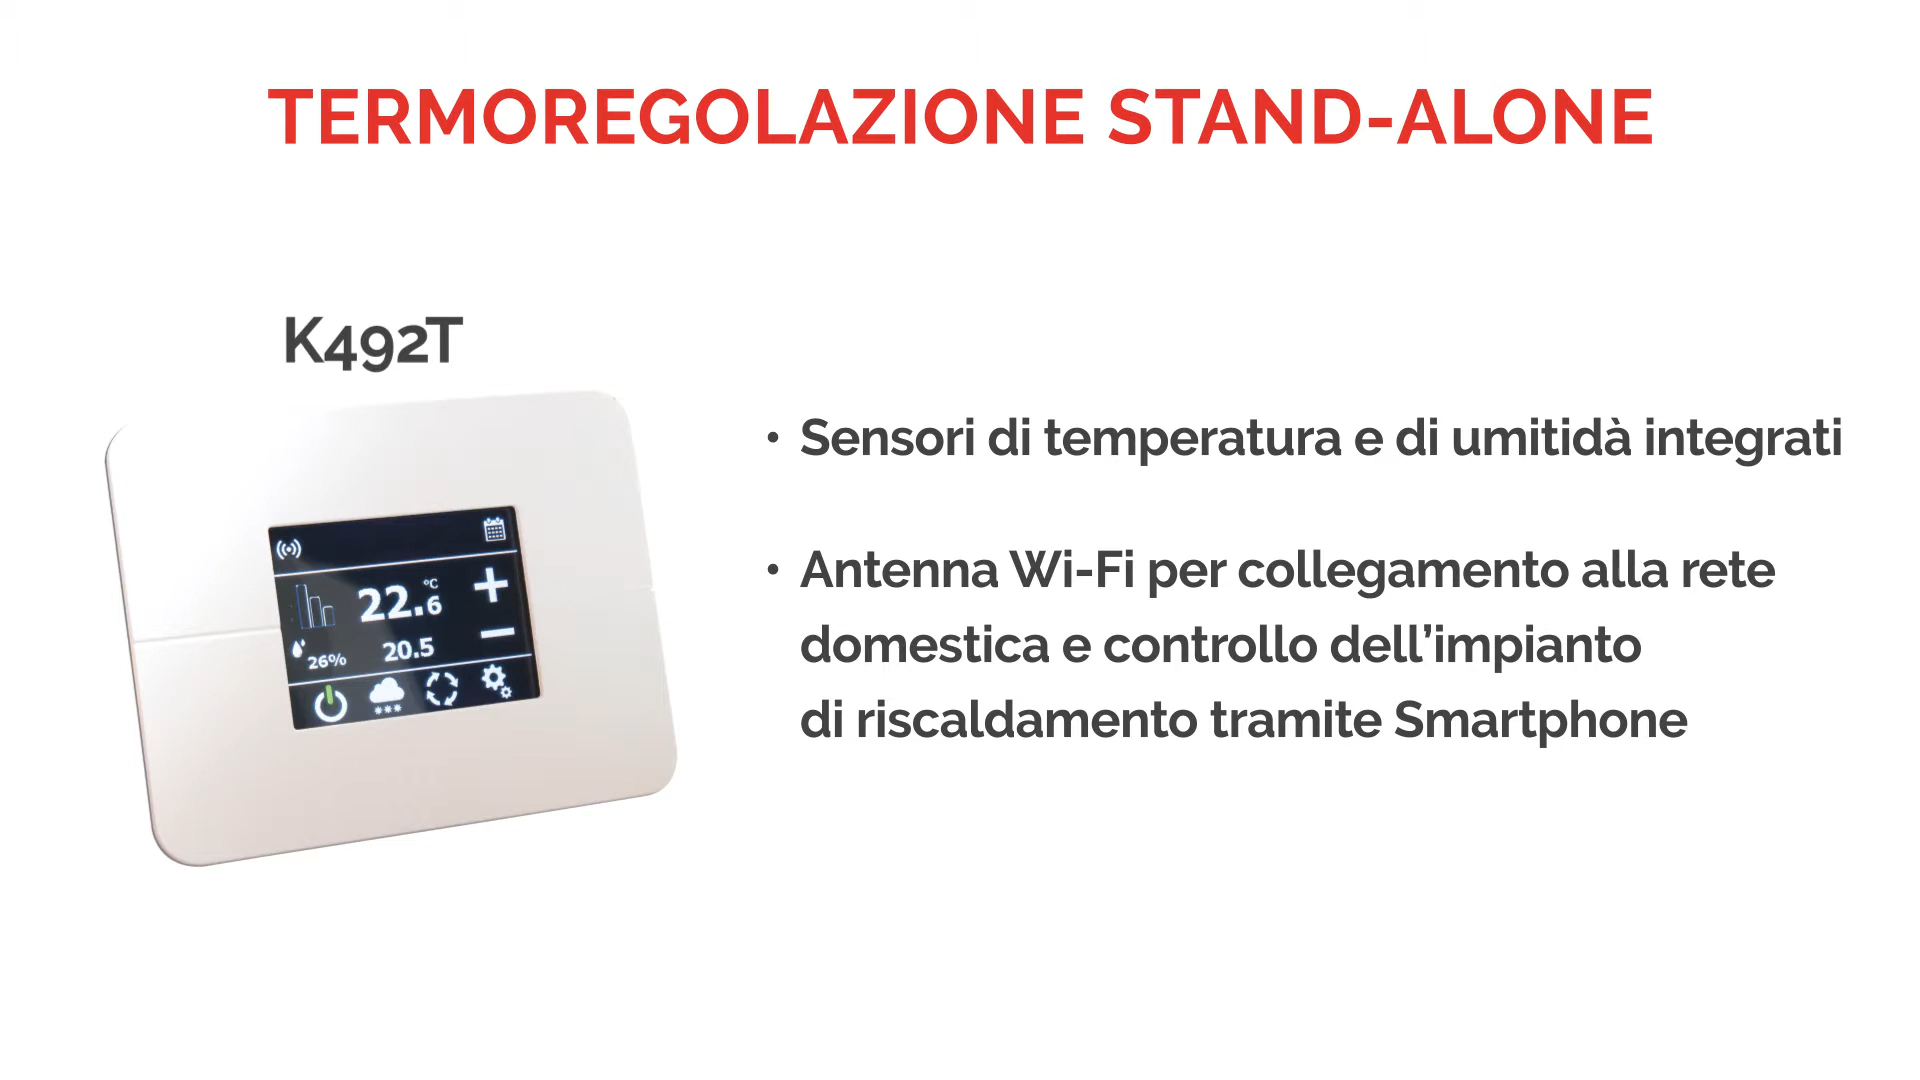 TERMOREGOLAZIONE STAND-ALONE
K492T
• Sensori di temperatura e di umitidà integrati
• Antenna Wi-Fi per collegamento alla rete
domestica e controllo dell’impianto
di riscaldamento tramite Smartphone
22.6 °C
+
26% 20.5 −